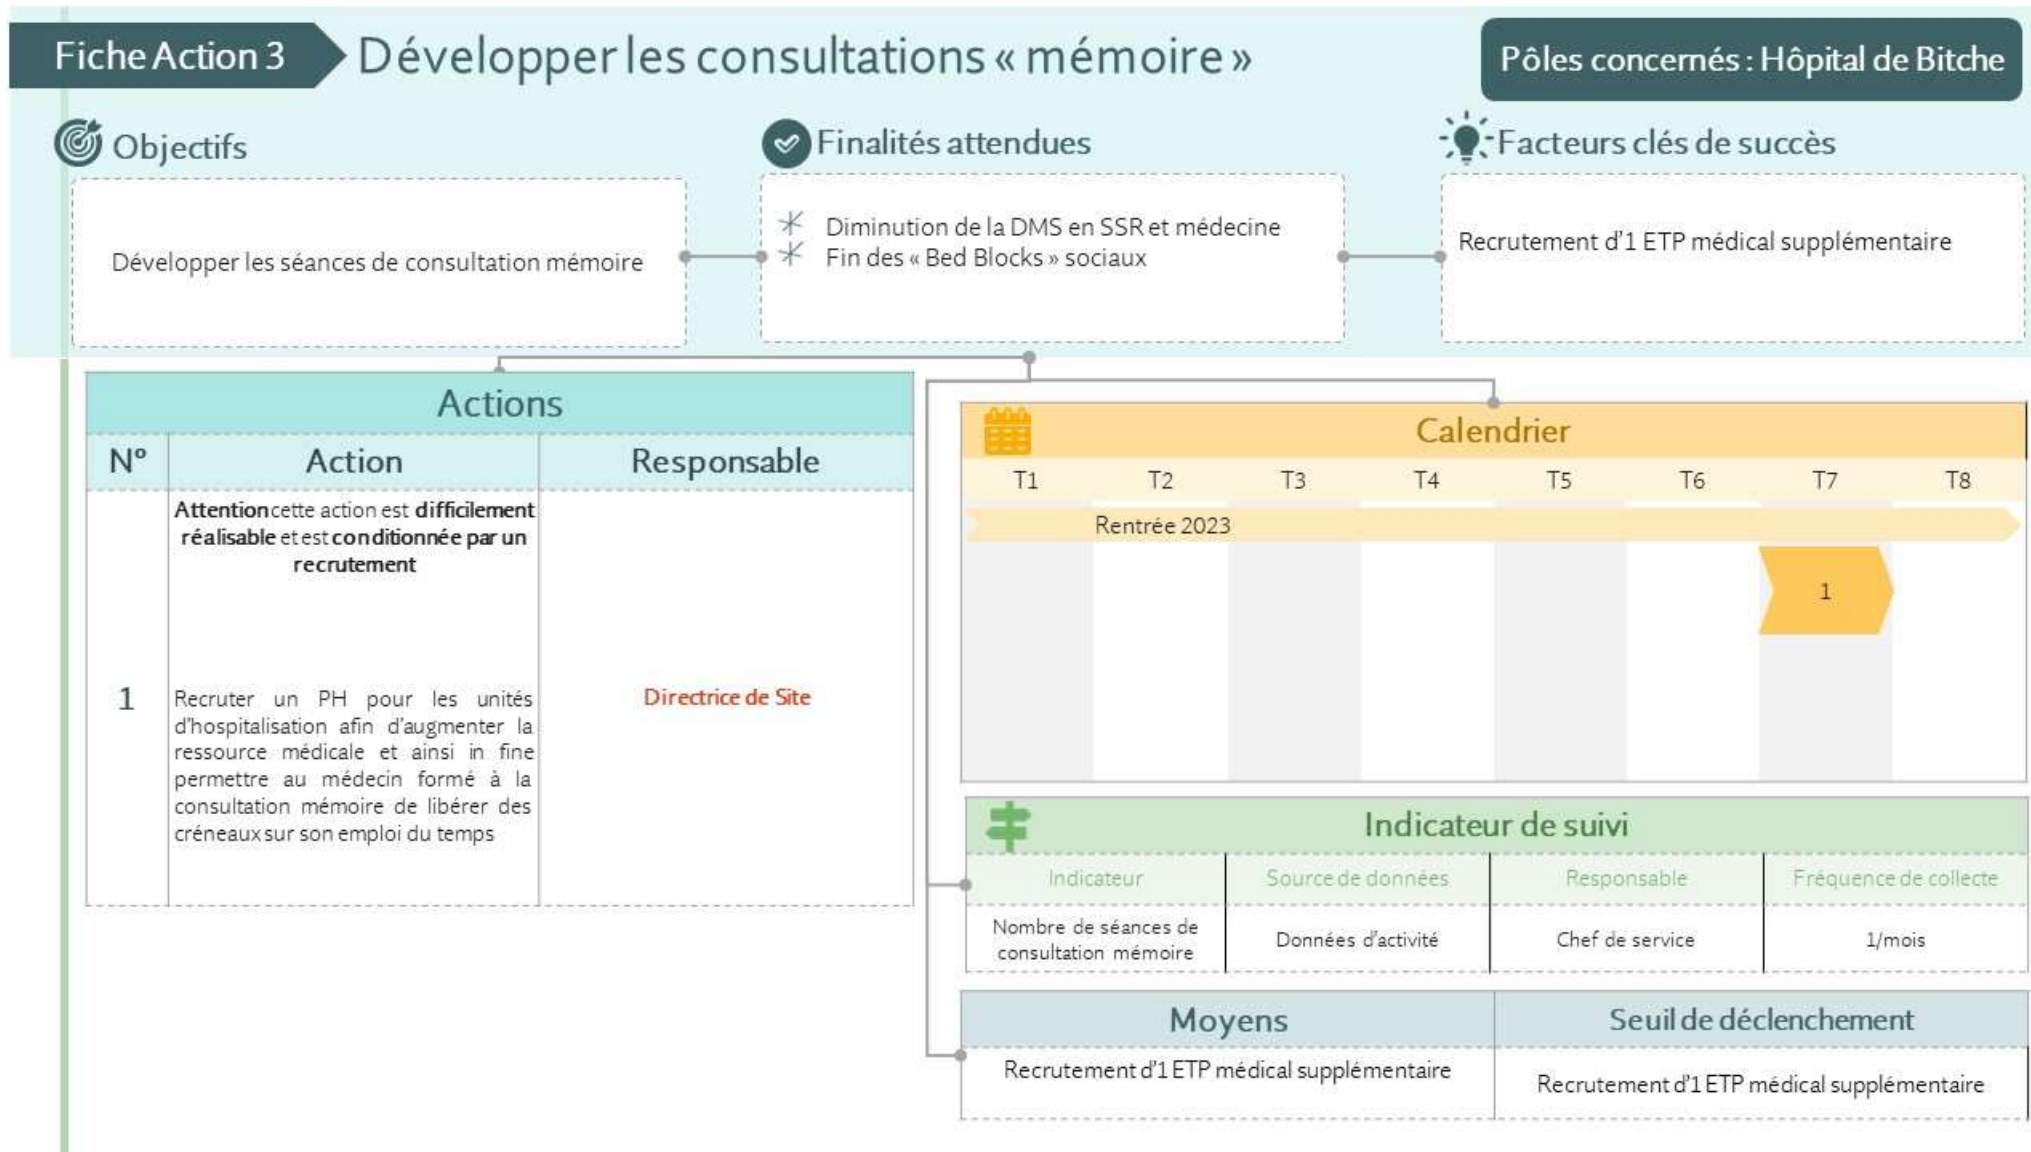 Fiche Action 3
Développer les consultations « mémoire »
Pôles concernés : Hôpital de Bitche
Objectifs
Développer les séances de consultation mémoire
Finalités attendues
Diminution de la DMS en SSR et médecine
Fin des « Bed Blocks » sociaux
Facteurs clés de succès
Recrutement d'1 ETP médical supplémentaire
Actions
N° Action Responsable
Attention cette action est difficilement
réalisable et est conditionnée par un
recrutement
1
Recruter un PH pour les unités
d'hospitalisation afin d'augmenter la
ressource médicale et ainsi in fine
permettre au médecin formé à la
consultation mémoire de libérer des
créneaux sur son emploi du temps
Directrice de Site
Calendrier
T1 T2 T3 T4 T5 T6 T7 T8
Rentrée 2023
1
Indicateur de suivi
Indicateur Source de données Responsable Fréquence de collecte
Nombre de séances de
consultation mémoire
Données d'activité
Chef de service
1/mois
Moyens
Recrutement d'1 ETP médical supplémentaire
Seuil de déclenchement
Recrutement d'1 ETP médical supplémentaire